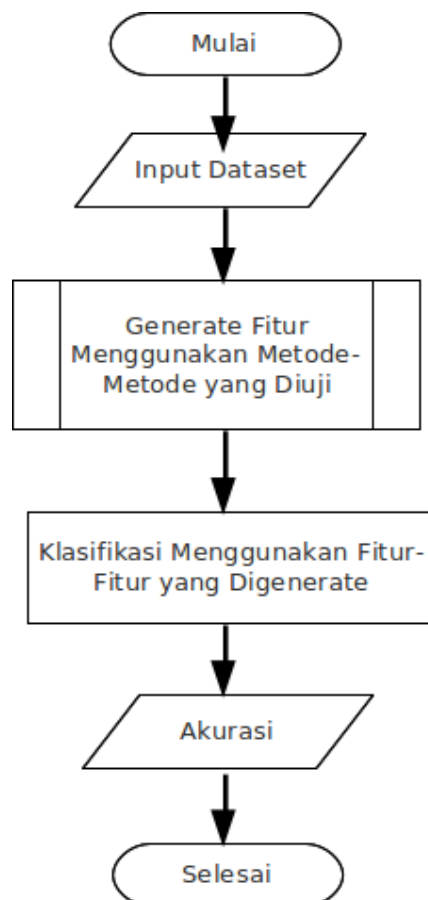 Mulai
Input Dataset
Generate Fitur
Menggunakan Metode-
Metode yang Diuji
Klasifikasi Menggunakan Fitur-
Fitur yang Digenerate
Akurasi
Selesai